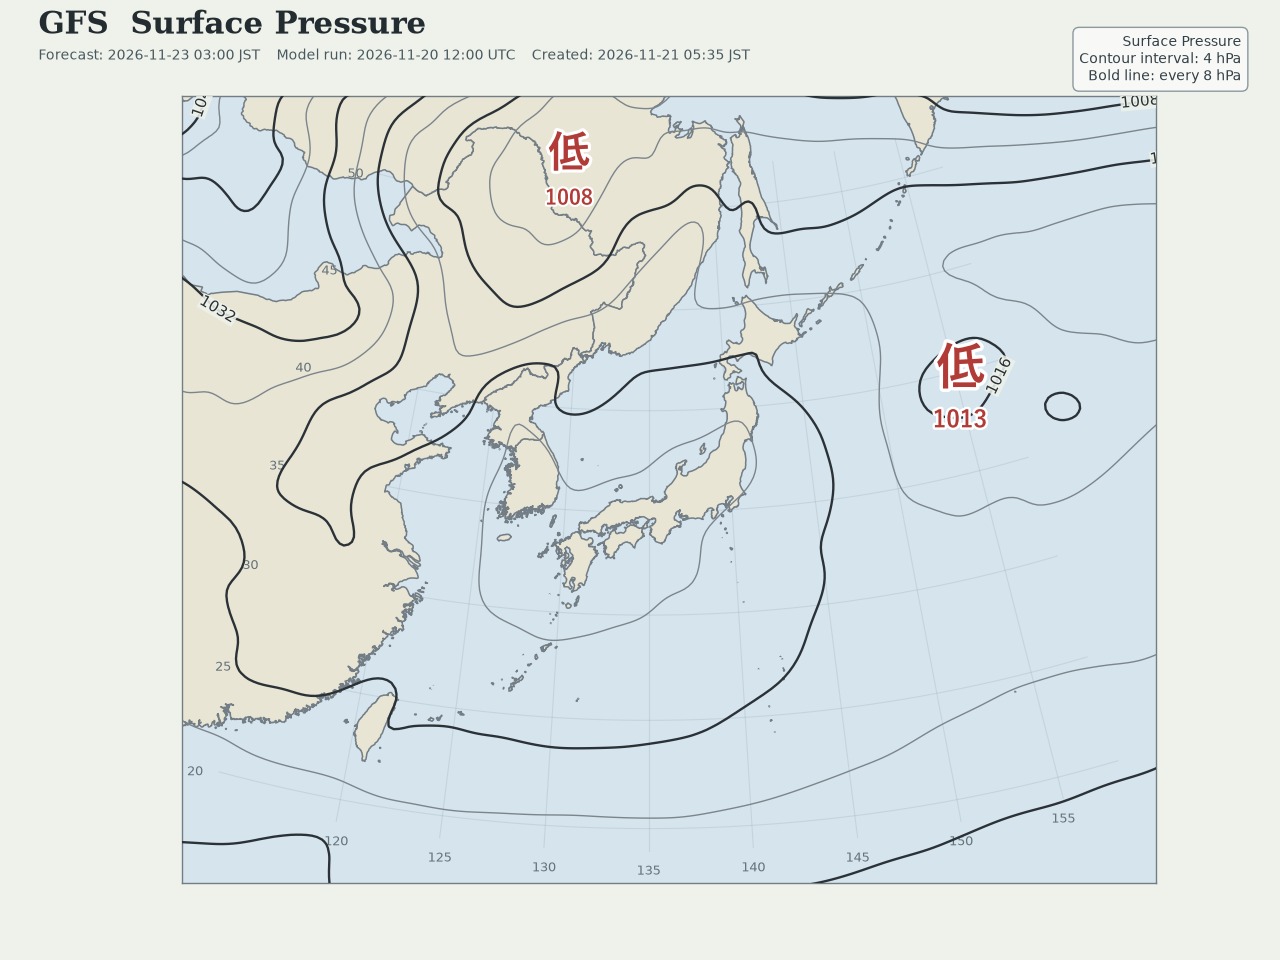 GFS  Surface Pressure
Forecast: 2026-11-23 03:00 JST    Model run: 2026-11-20 12:00 UTC    Created: 2026-11-21 05:35 JST
Surface Pressure
Contour interval: 4 hPa
Bold line: every 8 hPa
1008
低
1008
50
45
1032
40
低
1016
1013
35
30
25
20
120
125
130
135
140
145
150
155